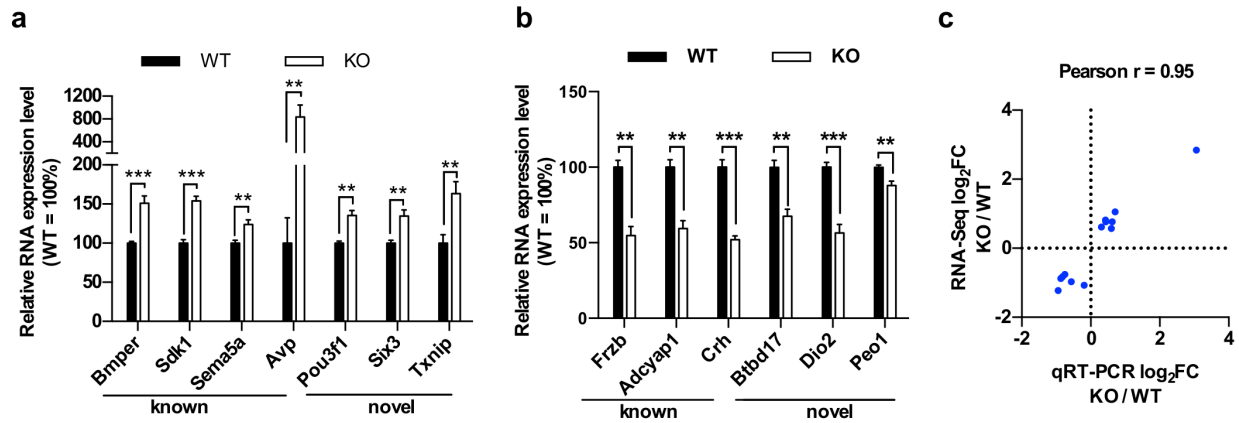 a
WT KO
Relative RNA expression level
(WT = 100%)
1200
800
400
200
150
100
50
0
*** *** ** ** ** ** **
Bmper Sdk1 Sema5a Avp Pou3f1 Six3 Txnip
known novel
b
WT KO
Relative RNA expression level
(WT = 100%)
150
100
50
0
** ** *** ** *** **
Frzb Adcyap1 Crh Btbd17 Dio2 Peo1
known novel
c
Pearson r = 0.95
RNA-Seq log2FC
KO / WT
4
2
0
-2
-2 0 2 4
qRT-PCR log2FC
KO / WT